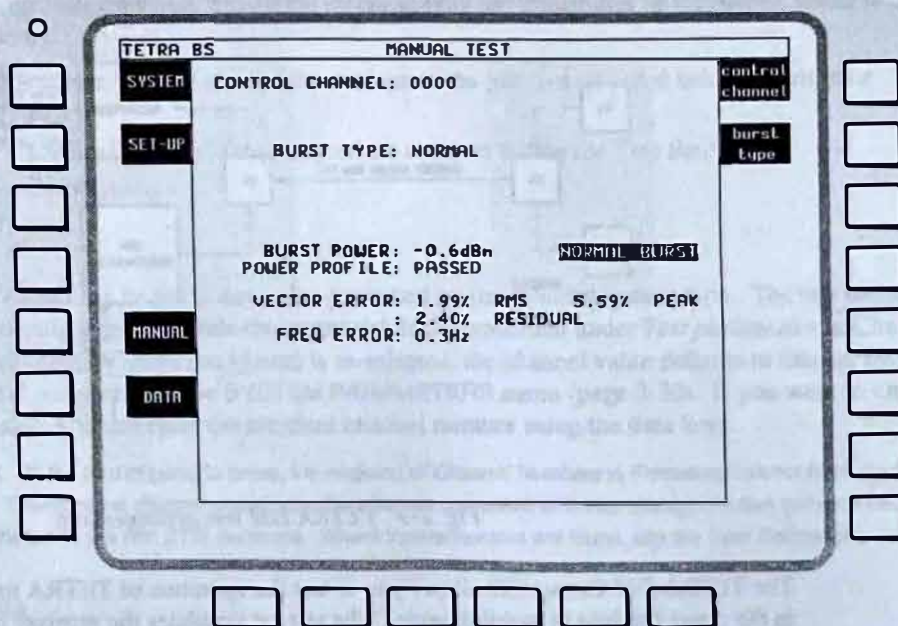 TETRA BS MANUAL TEST
SYSTEM CONTROL CHANNEL: 0000 control channel
SET-UP BURST TYPE: NORMAL burst type
BURST POWER: -0.6dBm NORMAL BURST
POWER PROFILE: PASSED
VECTOR ERROR: 1.99% RMS 5.59% PEAK
2.40% RESIDUAL
MANUAL FREQ ERROR: 0.3Hz
DATA